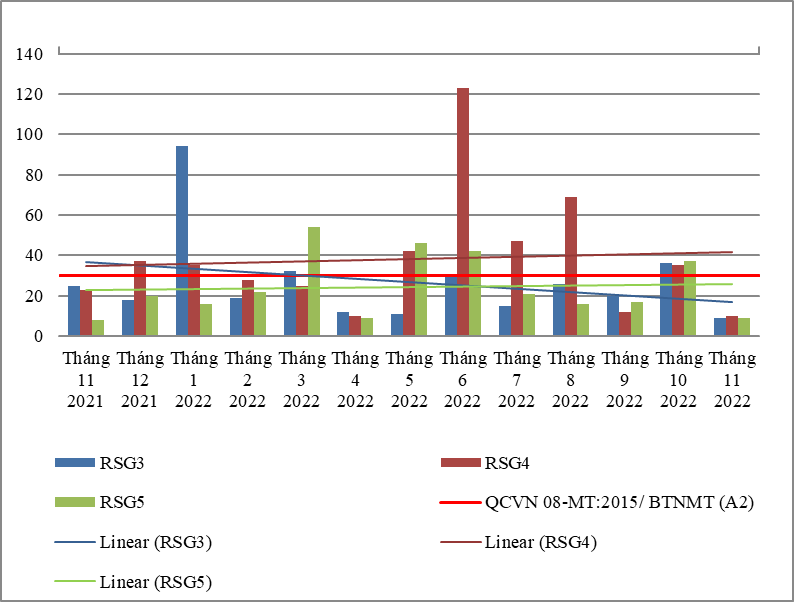 140
120
100
80
60
40
20
0
Tháng Tháng Tháng Tháng Tháng Tháng Tháng Tháng Tháng Tháng Tháng Tháng Tháng
11 12 1 2 3 4 5 6 7 8 9 10 11
2021 2021 2022 2022 2022 2022 2022 2022 2022 2022 2022 2022 2022
RSG3 RSG4
RSG5 QCVN 08-MT:2015/ BTNMT (A2)
Linear (RSG3) Linear (RSG4)
Linear (RSG5)